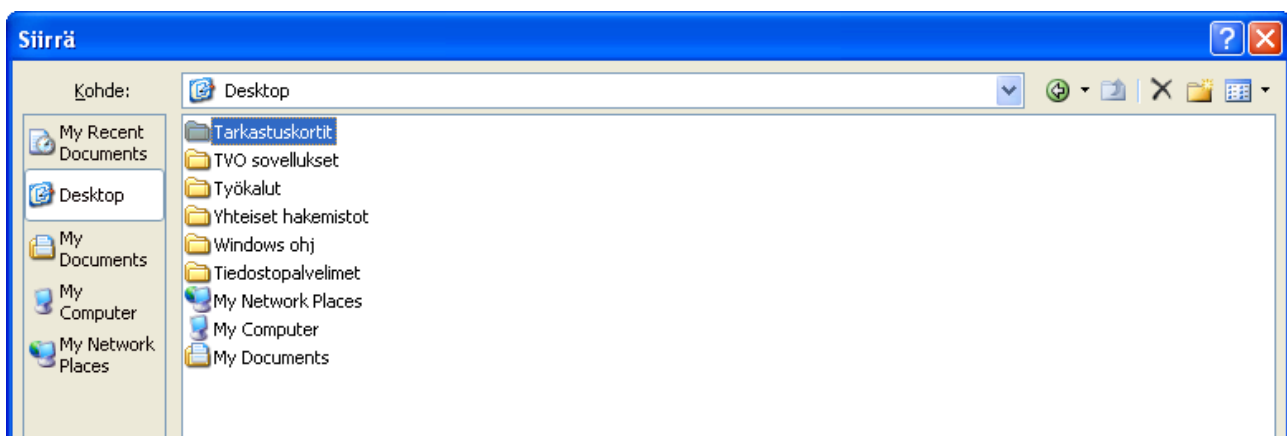 Siirrä
Kohde:
Desktop
My Recent
Documents
Desktop
My
Documents
My
Computer
My Network
Places
Tarkastuskortit
TVO sovellukset
Työkalut
Yhteiset hakemistot
Windows ohj
Tiedostopalvelimet
My Network Places
My Computer
My Documents